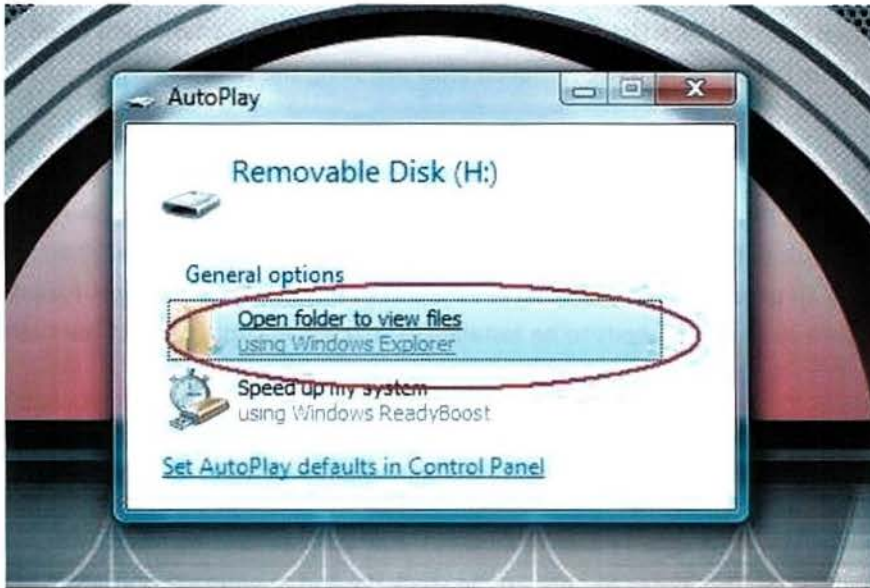 AutoPlay
Removable Disk (H:)
General options
Open folder to view files
using Windows Explorer
Speed up my system
using Windows ReadyBoost
Set AutoPlay defaults in Control Panel